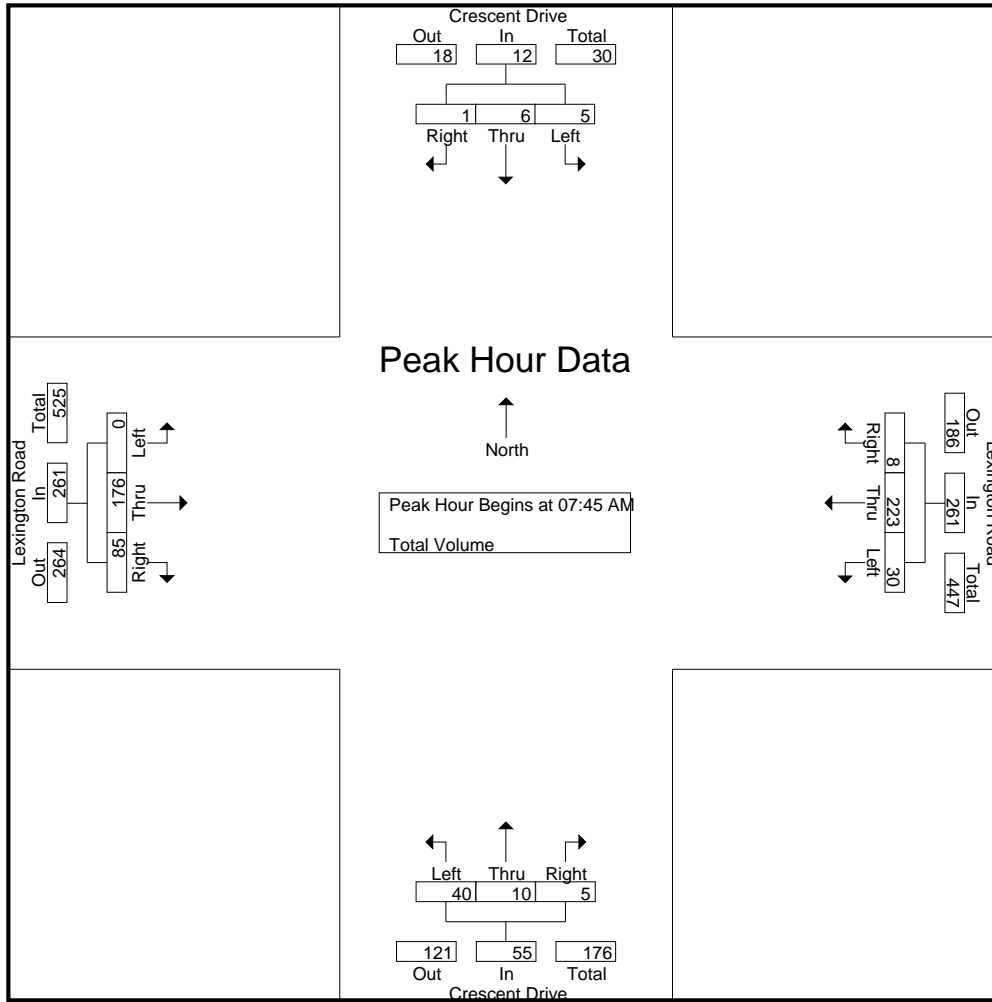 Crescent Drive
Out In Total
18 12 30
1 6 5
Right Thru Left
Peak Hour Data
North
Peak Hour Begins at 07:45 AM
Total Volume
Lexington Road
Total In Out
525 261 264
0 176 85
Left Thru Right
Lexington Road
Out In Total
186 261 447
8 223 30
Right Thru Left
Left Thru Right
40 10 5
121 55 176
Out In Total
Crescent Drive